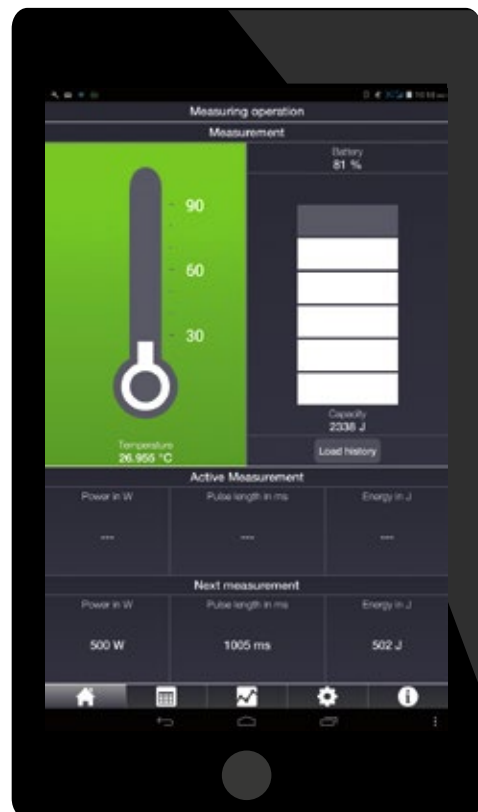 10:10
Measuring operation
Measurement
Battery
81 %
90
60
30
Capacity
2338 J
Temperature
26.955 °C
Load history
Active Measurement
Power in W
Pulse length in ms
Energy in J
---
---
---
Next measurement
Power in W
Pulse length in ms
Energy in J
500 W
1005 ms
502 J